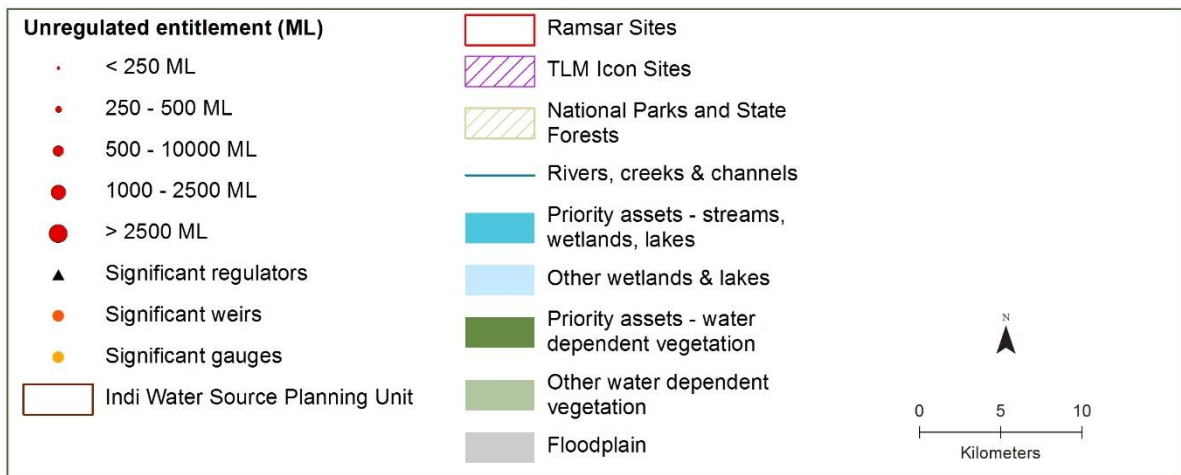 Unregulated entitlement (ML)
< 250 ML
250 - 500 ML
500 - 10000 ML
1000 - 2500 ML
> 2500 ML
Significant regulators
Significant weirs
Significant gauges
Indi Water Source Planning Unit
Ramsar Sites
TLM Icon Sites
National Parks and State
Forests
Rivers, creeks & channels
Priority assets - streams,
wetlands, lakes
Other wetlands & lakes
Priority assets - water
dependent vegetation
Other water dependent
vegetation
Floodplain
N
0 5 10
Kilometers